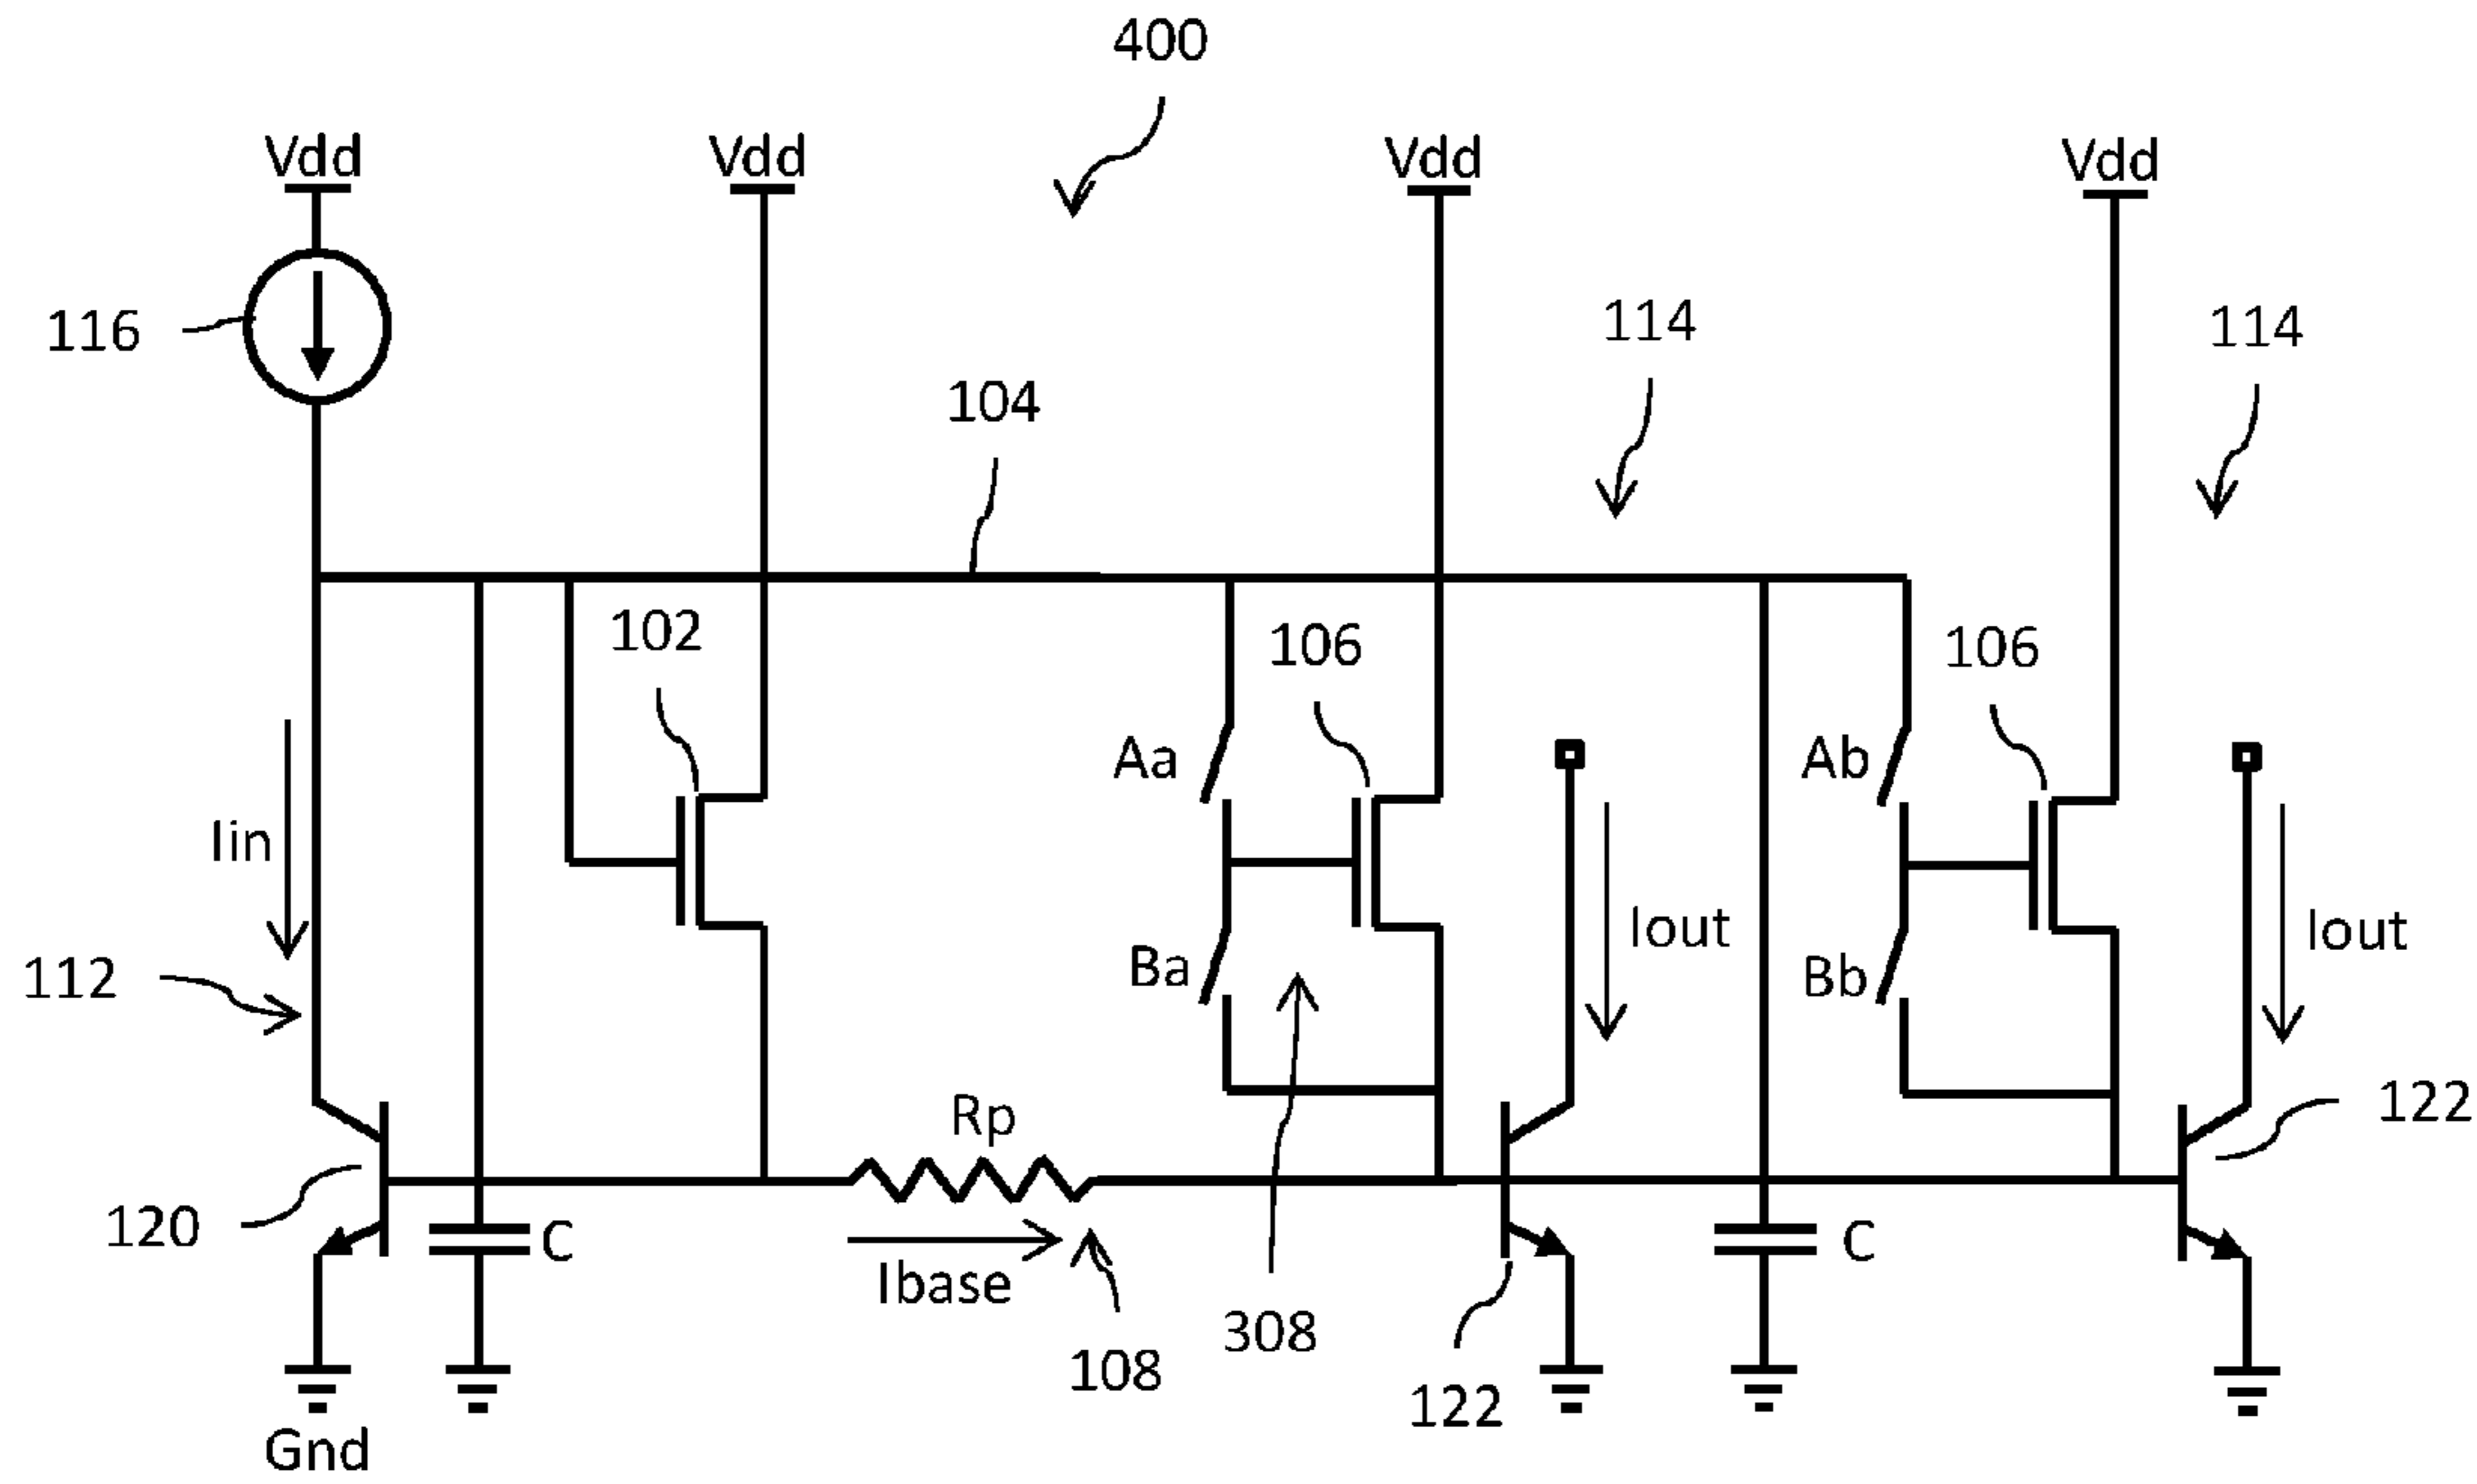 400
Vdd
Vdd
Vdd
Vdd
116
114
114
104
102
106
106
Aa
Ab
Iin
Iout
Iout
112
Ba
Bb
Rp
122
120
C
C
Ibase
308
108
122
Gnd